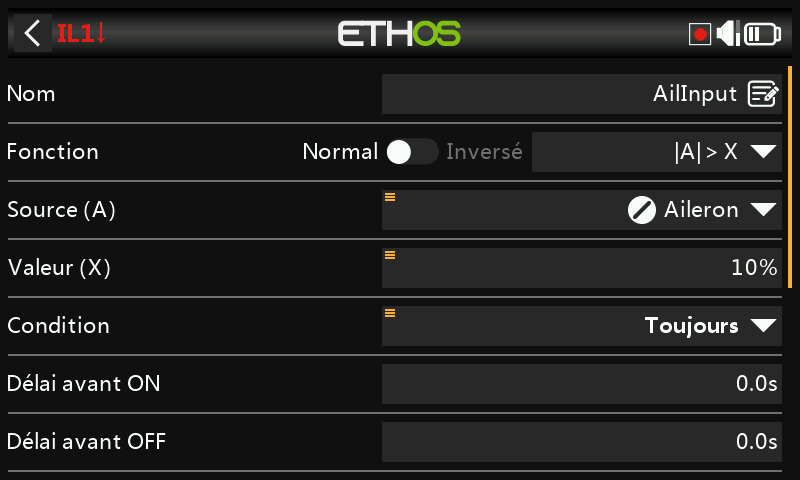 IL1↓ ETHOS
Nom AilInput
Fonction Normal Inversé |A| > X
Source (A) Aileron
Valeur (X) 10%
Condition Toujours
Délai avant ON 0.0s
Délai avant OFF 0.0s